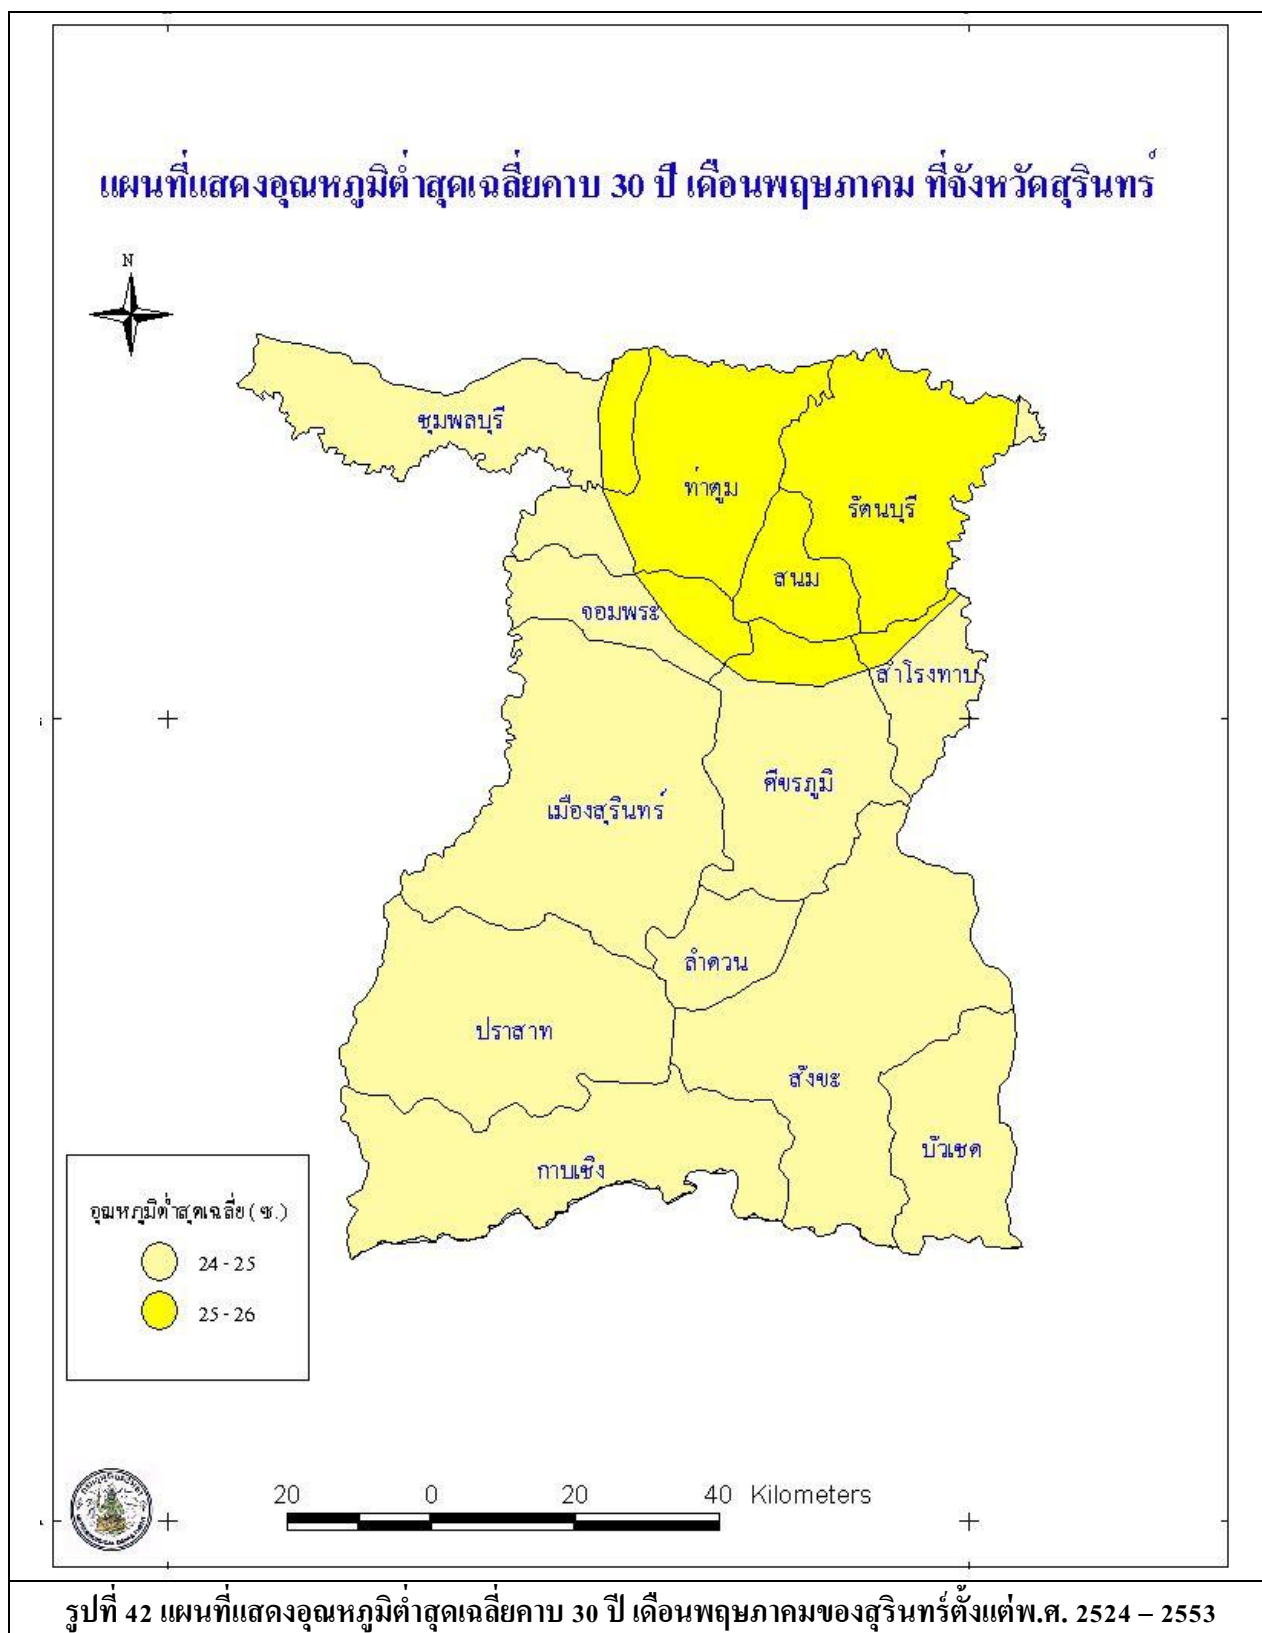 แผนที่แสดงอุณหภูมิต่ำสุดเฉลี่ยคาบ 30 ปี เดือนพฤษภาคม ที่จังหวัดสุรินทร์
N
ชุมพลบุรี
ท่าตูม
รัตนบุรี
สนม
จอมพระ
สำโรงทาบ
ศีขรภูมิ
เมืองสุรินทร์
ลำดวน
ปราสาท
สังขะ
บัวเชด
กาบเชิง
อุณหภูมิต่ำสุดเฉลี่ย ( ซ.)
24 - 25
25 - 26
20 0 20 40 Kilometers
รูปที่ 42 แผนที่แสดงอุณหภูมิต่ำสุดเฉลี่ยคาบ 30 ปี เดือนพฤษภาคมของสุรินทร์ตั้งแต่พ.ศ. 2524 – 2553